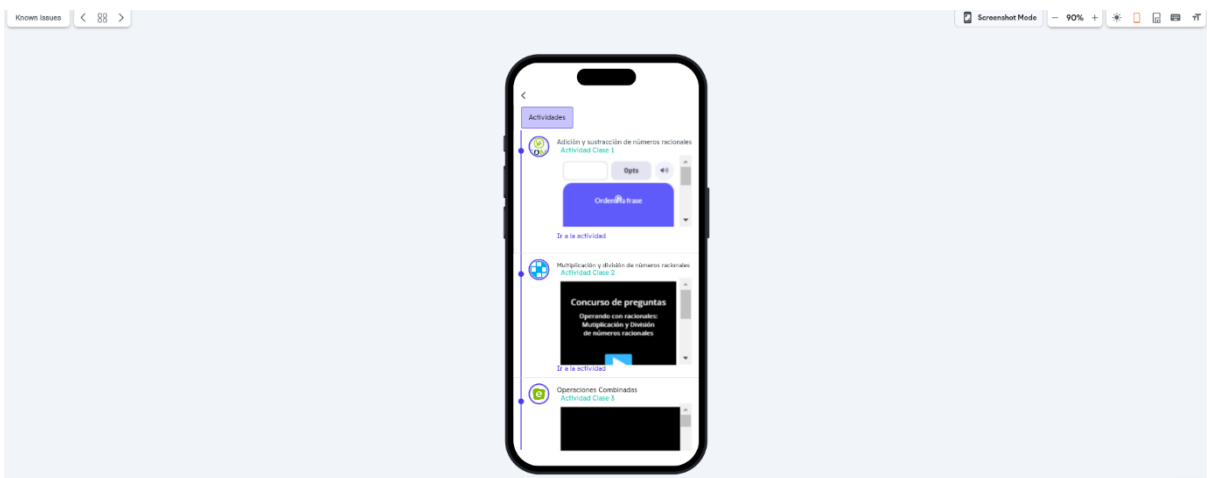 Known Issues
Screenshot Mode
90%
Actividades
Adición y sustracción de números racionales
Actividad Clase 1
0pts
Ordena la frase
Ir a la actividad
Multiplicación y división de números racionales
Actividad Clase 2
Concurso de preguntas
Operando con racionales:
Mutiplicación y División
de números racionales
Ir a la actividad
Operaciones Combinadas
Actividad Clase 3